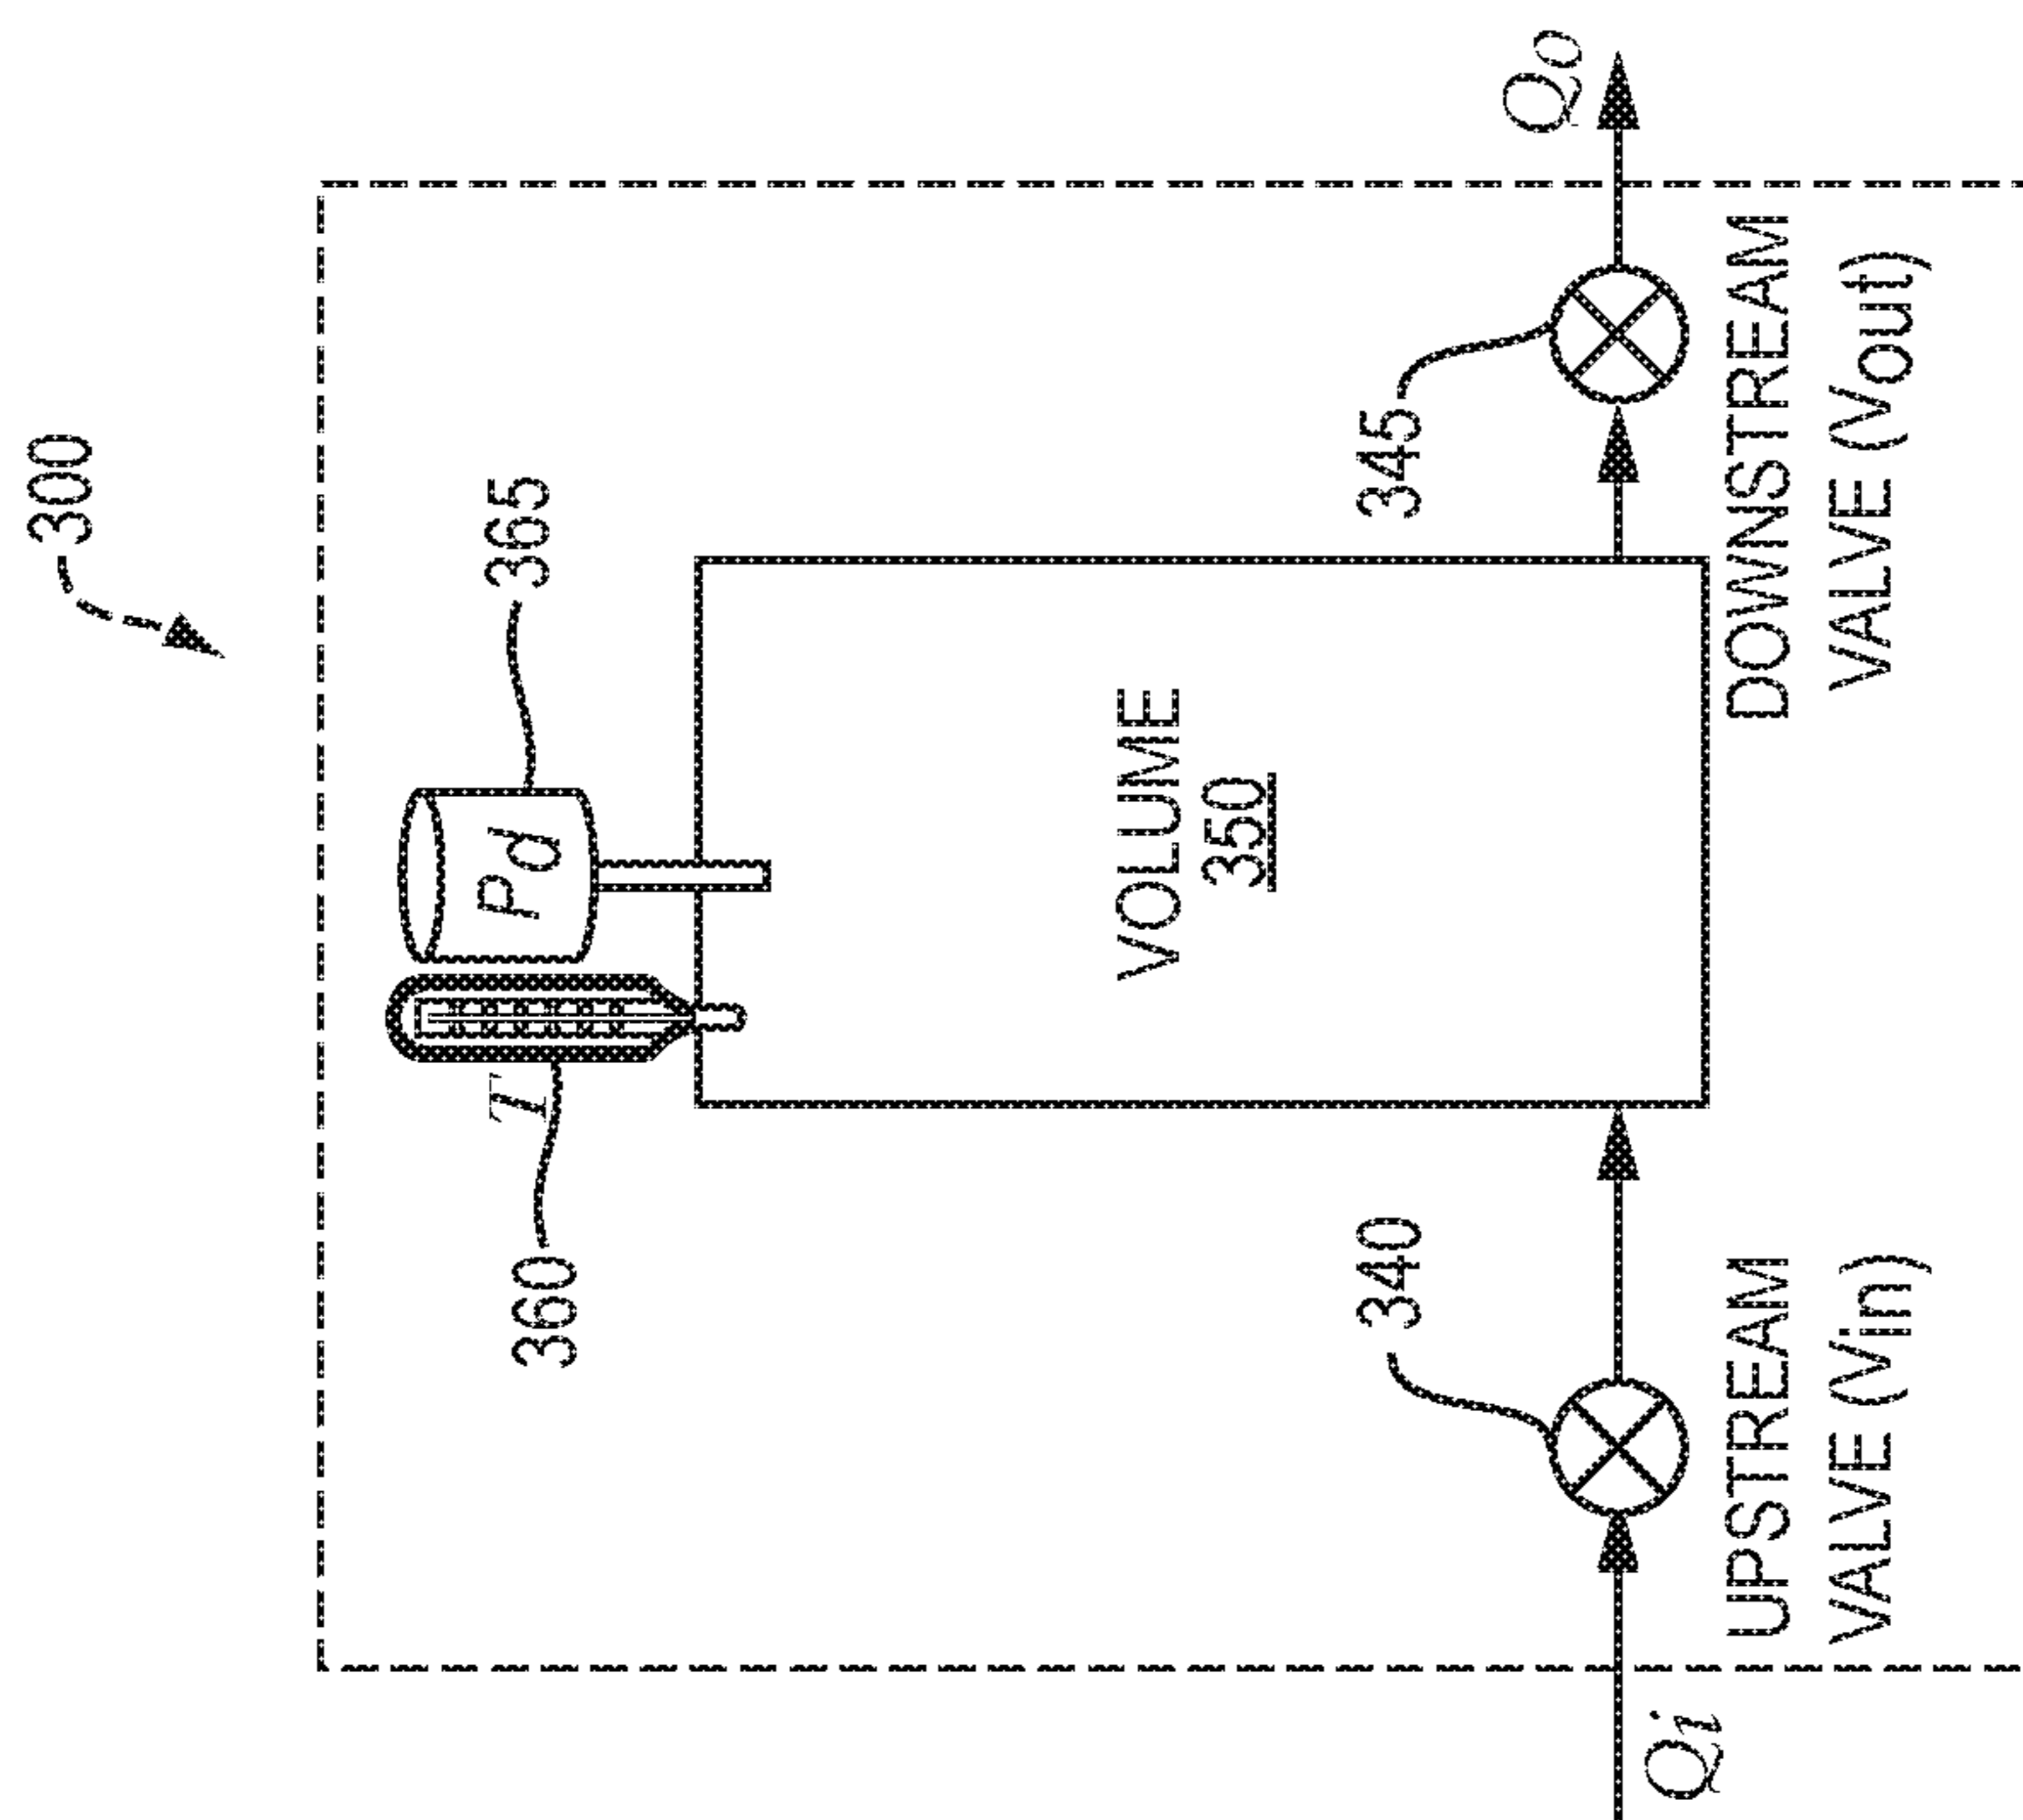 300
365
Pd
T
360
VOLUME
350
345
340
Qo
Qi
UPSTREAM
VALVE (Vin)
DOWNSTREAM
VALVE (Vout)